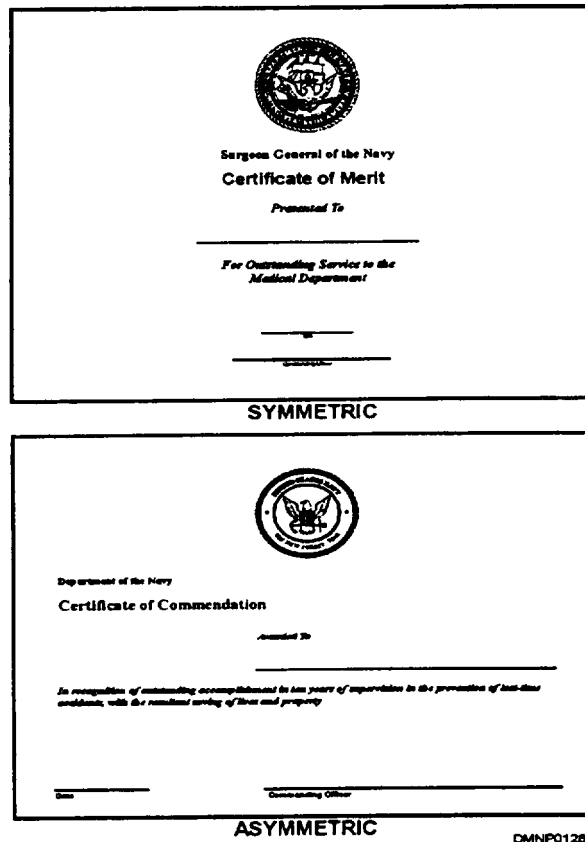 Surgeon General of the Navy
Certificate of Merit
Presented To
For Outstanding Service to the
Medical Department
SYMMETRIC
Department of the Navy
Certificate of Commendation
Awarded To
In recognition of outstanding accomplishment in ten years of supervision in the prevention of lost-time
accidents, with the resultant saving of lives and property
Date
Commanding Officer
ASYMMETRIC
DMNP0128